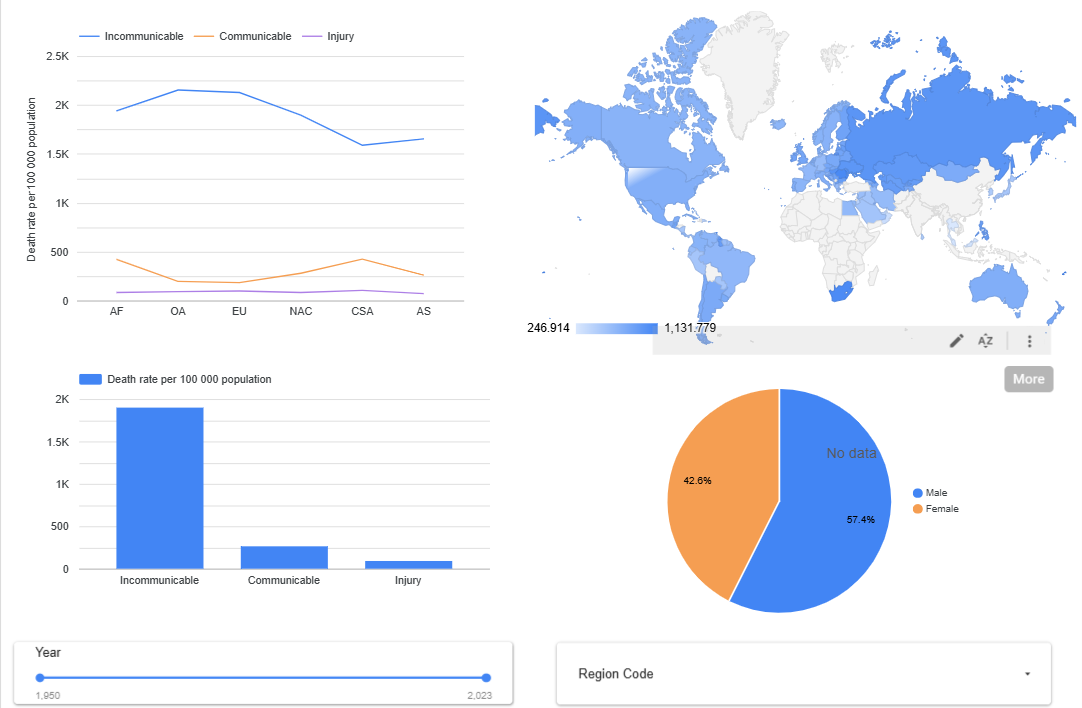 Incommunicable Communicable Injury
2.5K
2K
1.5K
1K
500
0
Death rate per 100 000 population
AF OA EU NAC CSA AS
246.914 1,131.779
AZ
More
Death rate per 100 000 population
2K
1.5K
1K
500
0
Incommunicable Communicable Injury
No data
42.6%
57.4%
Male
Female
Year
1,950 2,023
Region Code